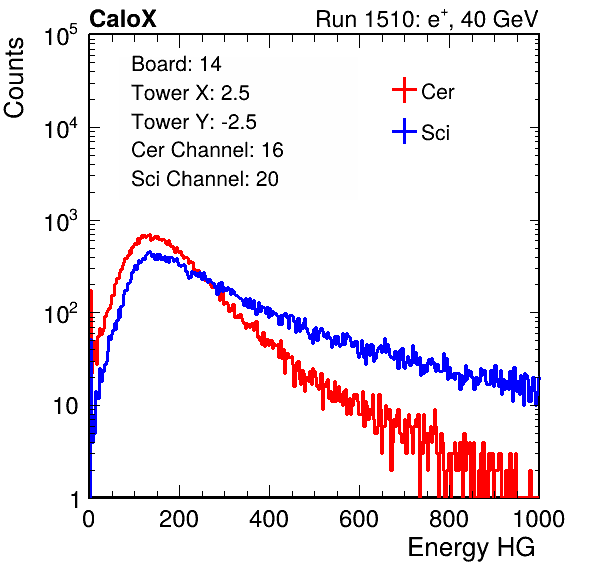 CaloX Run 1510: e⁺, 40 GeV
Board: 14
Tower X: 2.5
Tower Y: -2.5
Cer Channel: 16
Sci Channel: 20
Cer
Sci
Counts
10⁵
10⁴
10³
10²
10
1
0 200 400 600 800 1000
Energy HG